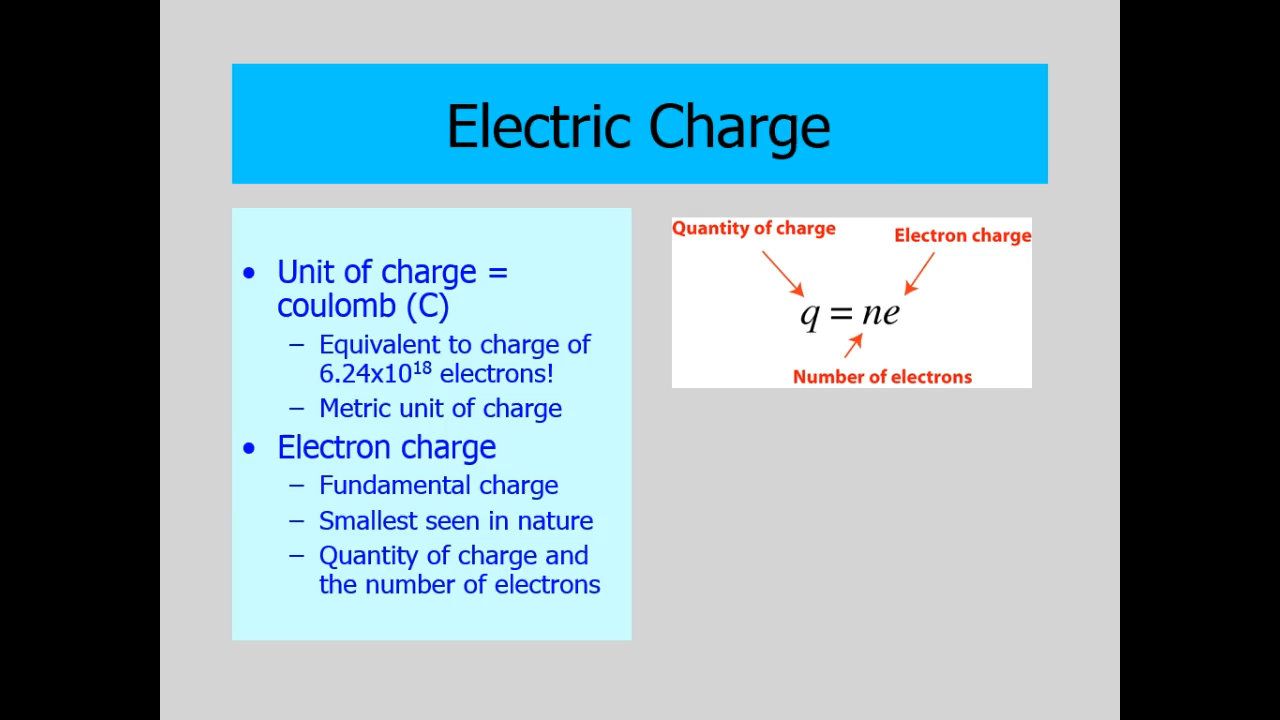 Electric Charge
• Unit of charge =
coulomb (C)
– Equivalent to charge of
6.24x10¹⁸ electrons!
– Metric unit of charge
• Electron charge
– Fundamental charge
– Smallest seen in nature
– Quantity of charge and
the number of electrons
Quantity of charge
Electron charge
q = ne
Number of electrons